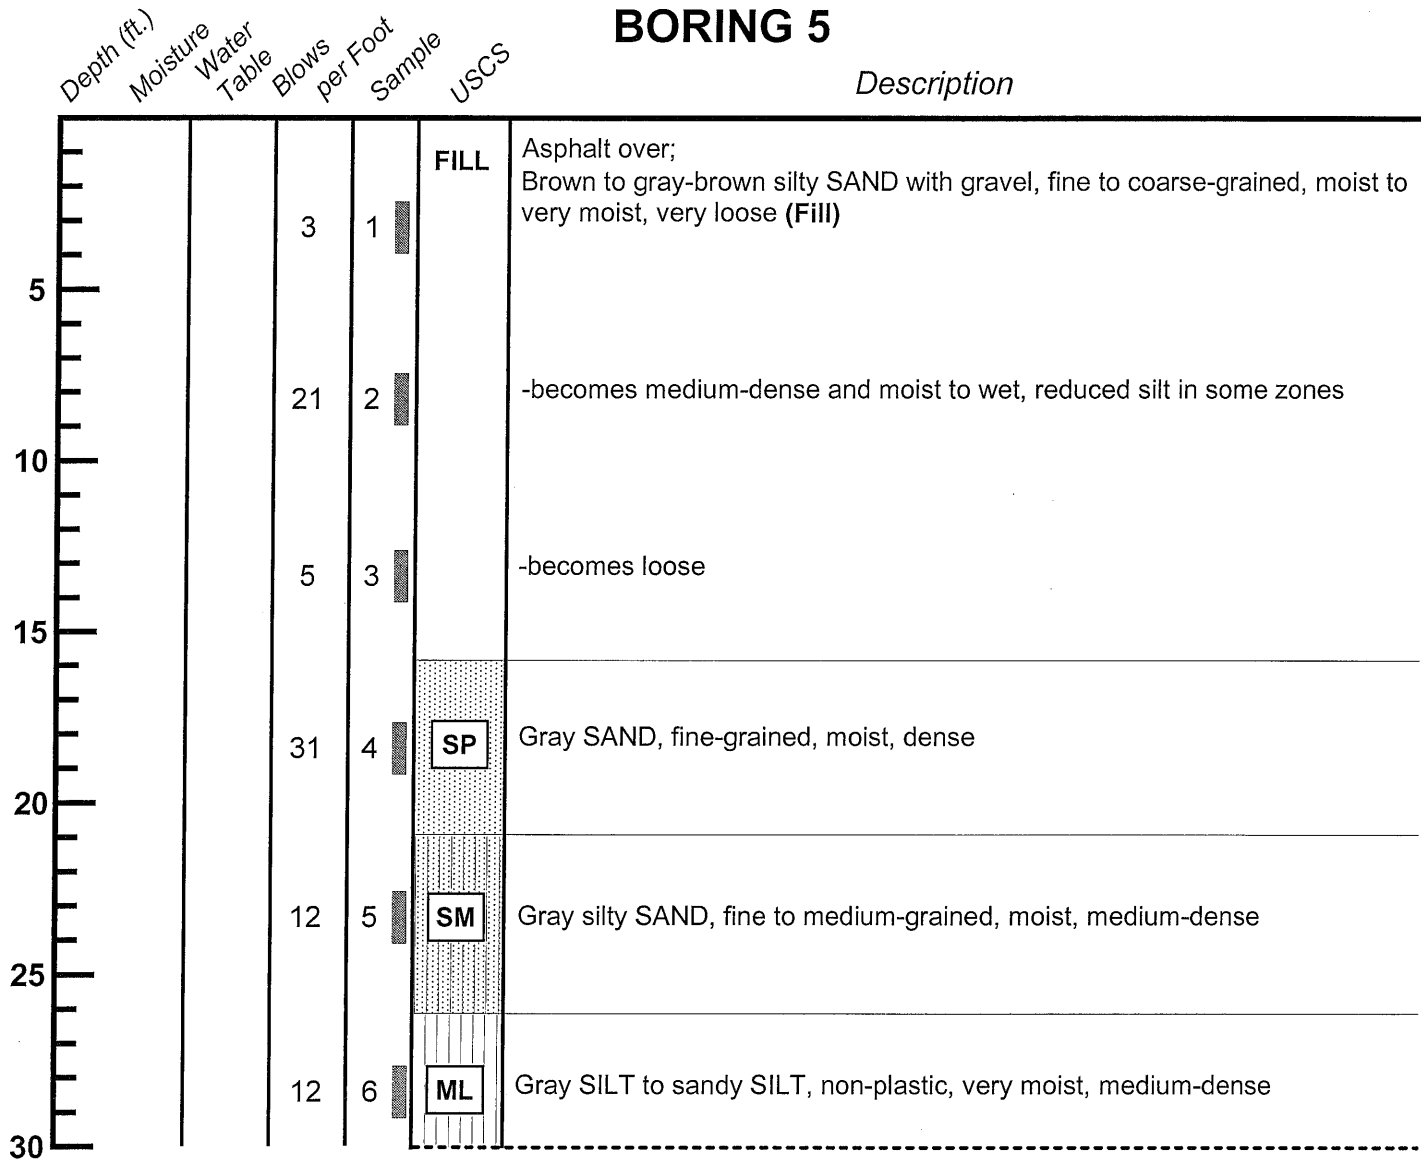 BORING 5
Depth (ft.)
Moisture
Water
Table
Blows
per Foot
Sample
USCS
Description
FILL
Asphalt over;
Brown to gray-brown silty SAND with gravel, fine to coarse-grained, moist to
very moist, very loose (Fill)
3 1
5
21 2 -becomes medium-dense and moist to wet, reduced silt in some zones
10
5 3 -becomes loose
15
31 4 SP Gray SAND, fine-grained, moist, dense
20
12 5 SM Gray silty SAND, fine to medium-grained, moist, medium-dense
25
12 6 ML Gray SILT to sandy SILT, non-plastic, very moist, medium-dense
30